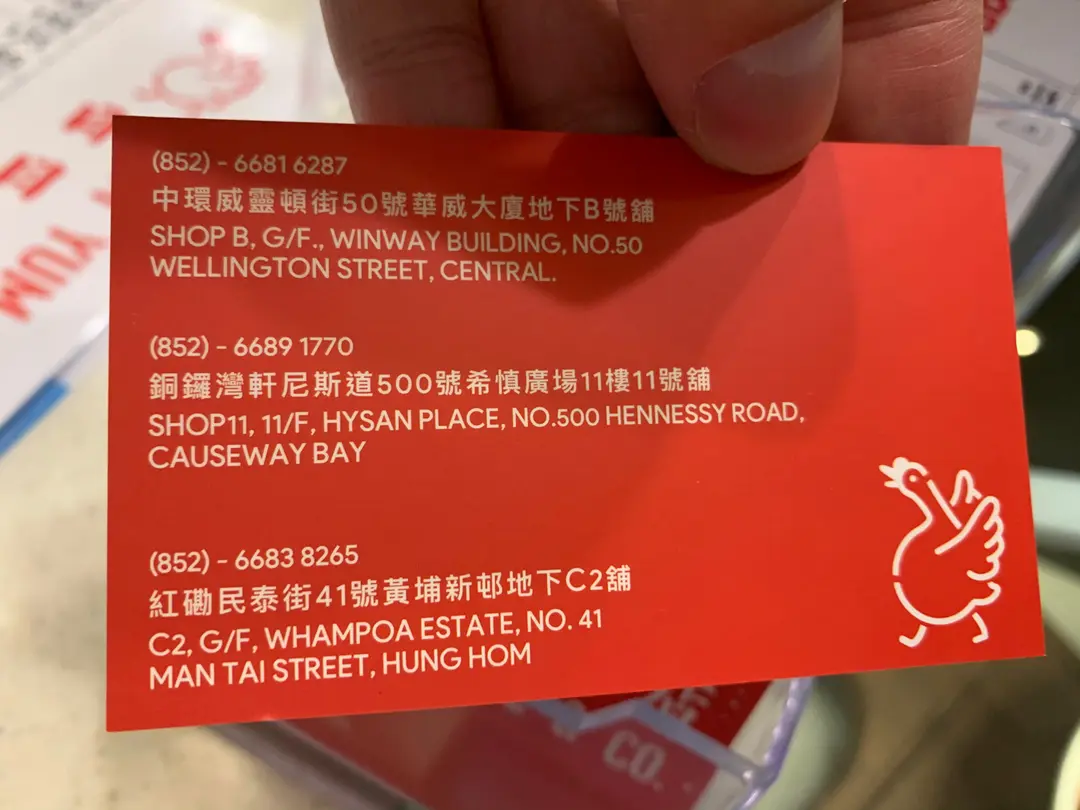 (852) - 6681 6287
中環威靈頓街50號華威大廈地下B號舖
SHOP B, G/F., WINWAY BUILDING, NO.50
WELLINGTON STREET, CENTRAL.
(852) - 6689 1770
銅鑼灣軒尼斯道500號希慎廣場11樓11號舖
SHOP11, 11/F, HYSAN PLACE, NO.500 HENNESSY ROAD,
CAUSEWAY BAY
(852) - 6683 8265
紅磡民泰街41號黃埔新邨地下C2舖
C2, G/F, WHAMPOA ESTATE, NO. 41
MAN TAI STREET, HUNG HOM
YUM
CO.